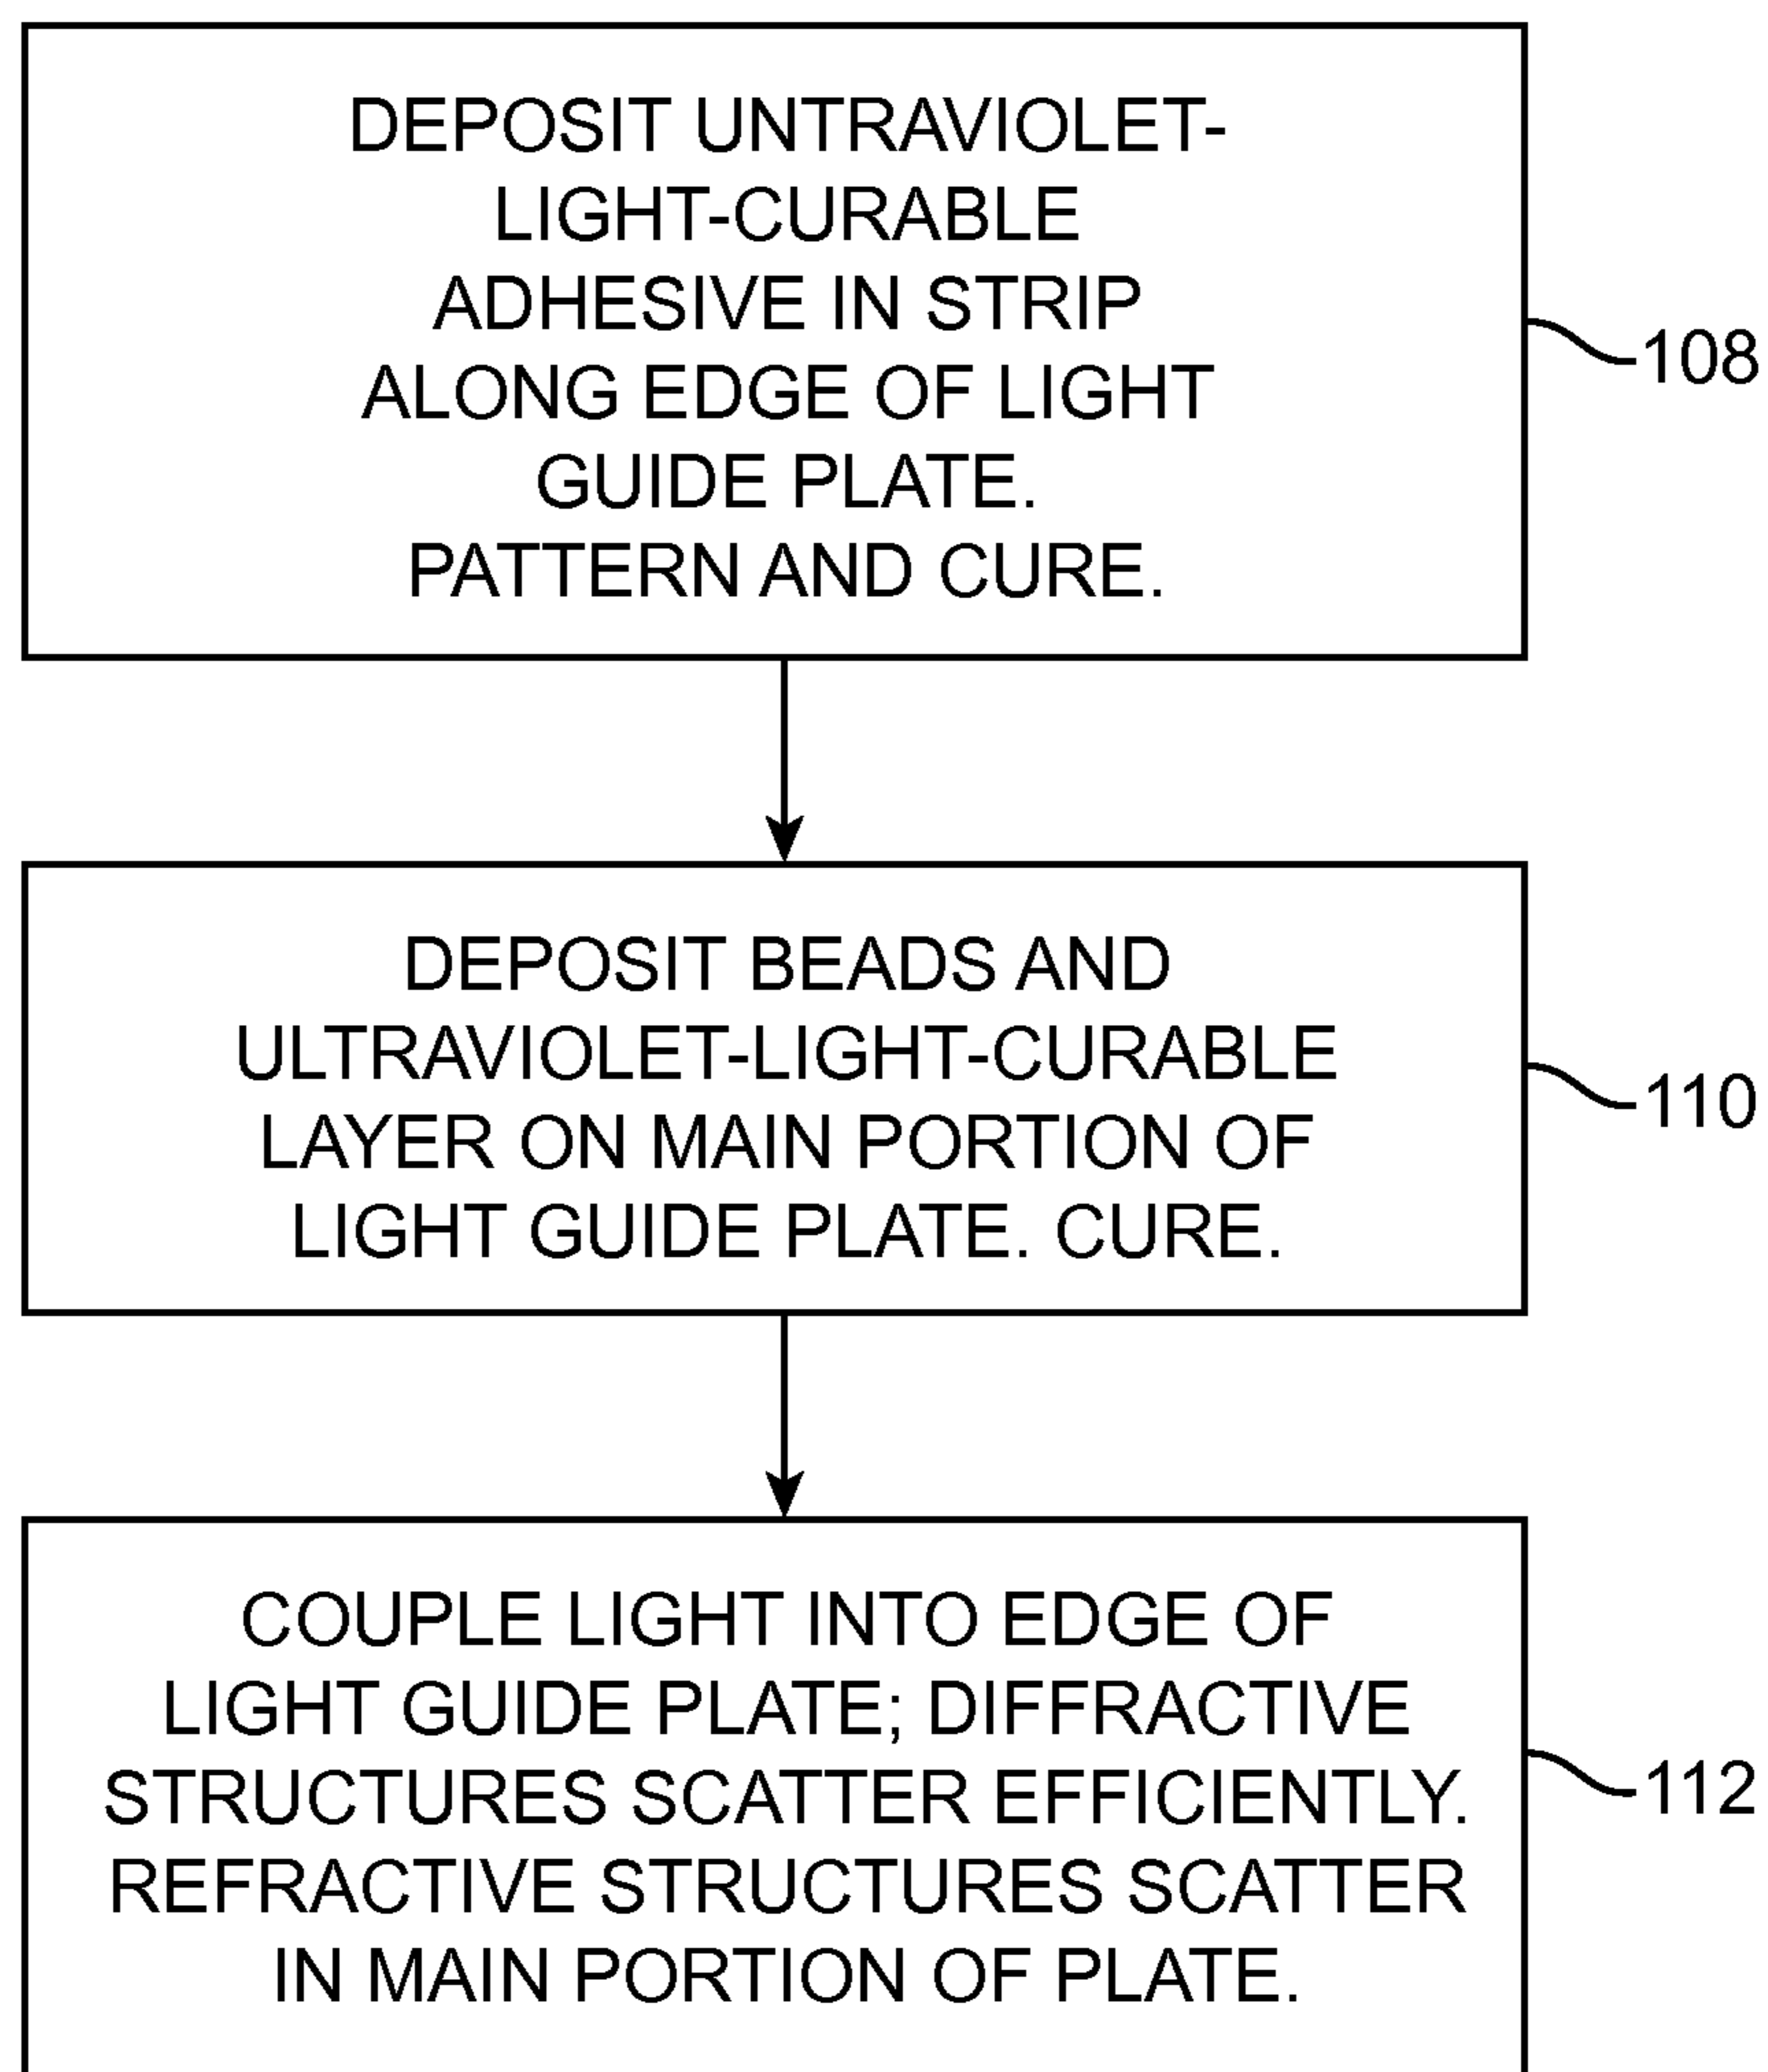 DEPOSIT UNTRAVIOLET-
LIGHT-CURABLE
ADHESIVE IN STRIP
ALONG EDGE OF LIGHT
GUIDE PLATE.
PATTERN AND CURE.
108
DEPOSIT BEADS AND
ULTRAVIOLET-LIGHT-CURABLE
LAYER ON MAIN PORTION OF
LIGHT GUIDE PLATE. CURE.
110
COUPLE LIGHT INTO EDGE OF
LIGHT GUIDE PLATE; DIFFRACTIVE
STRUCTURES SCATTER EFFICIENTLY.
REFRACTIVE STRUCTURES SCATTER
IN MAIN PORTION OF PLATE.
112